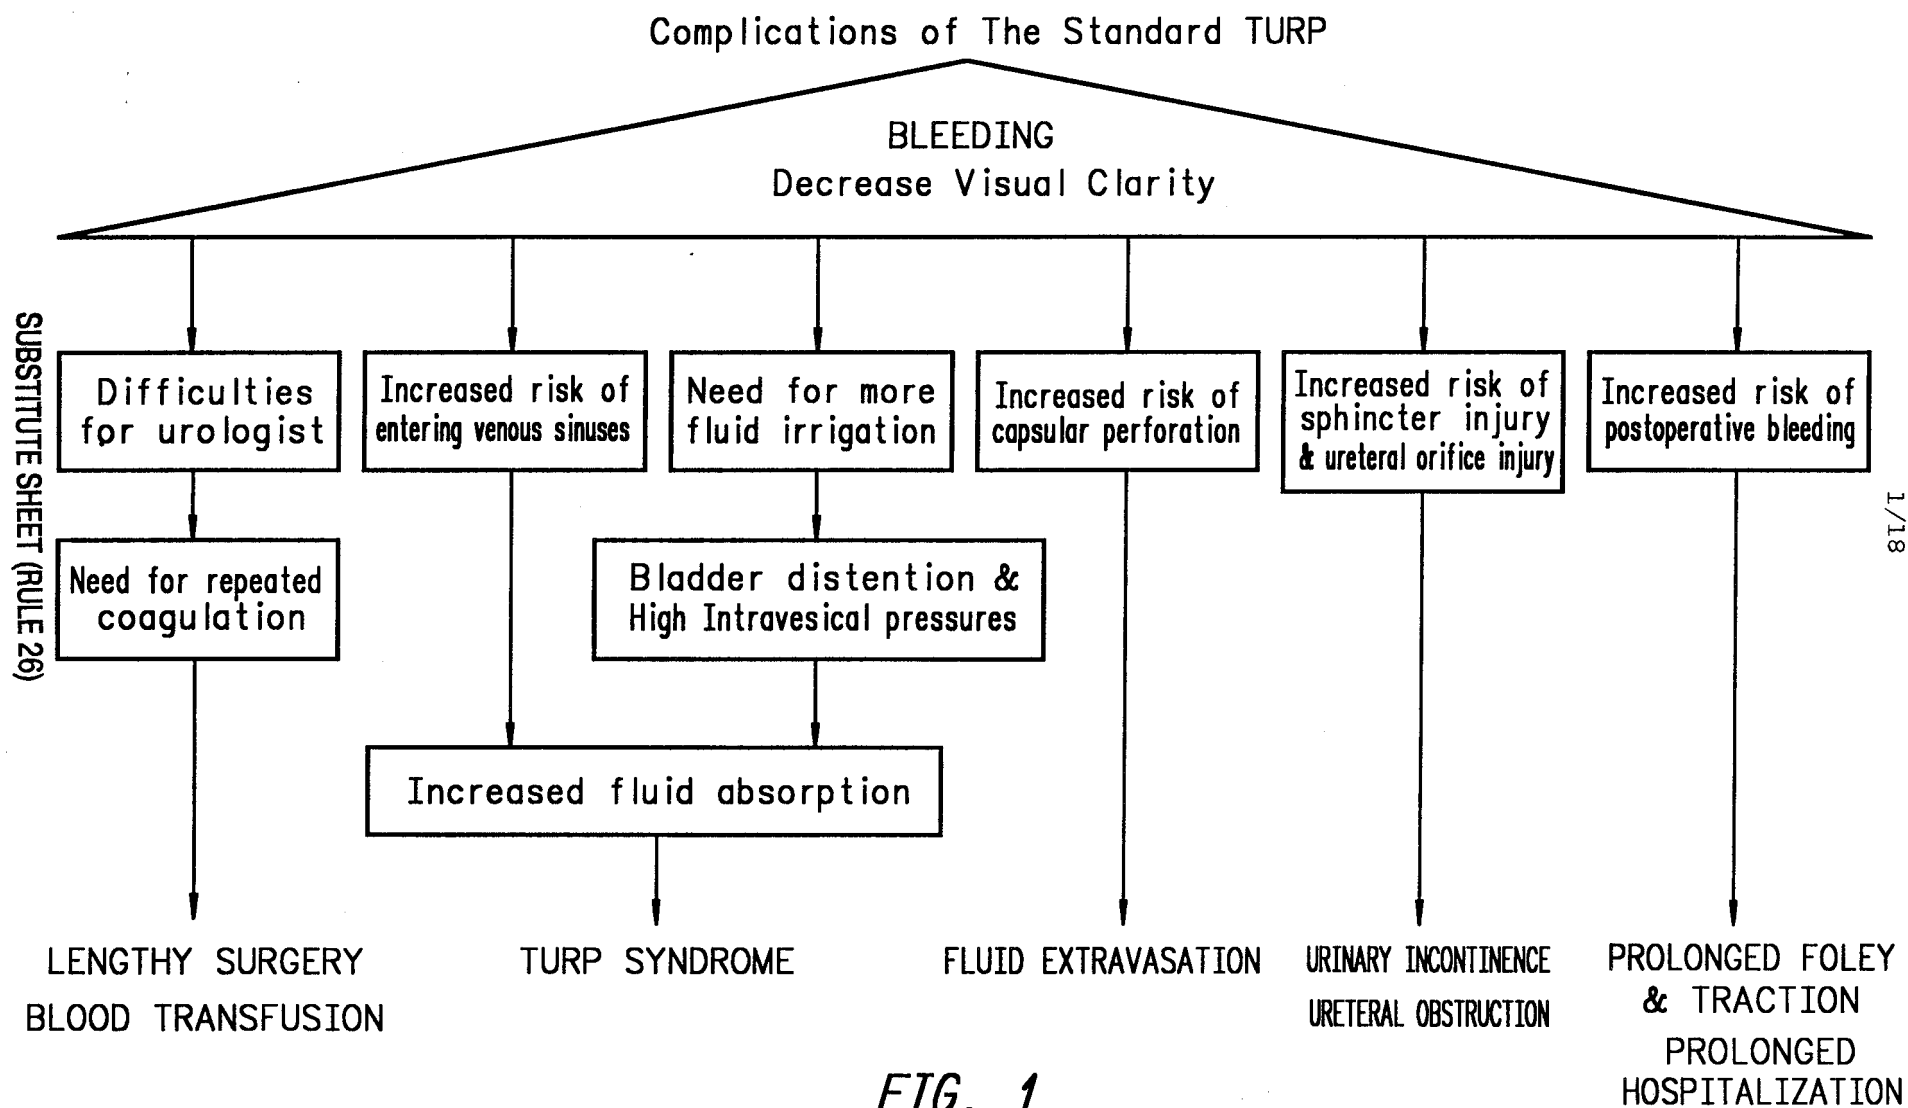 Complications of The Standard TURP
BLEEDING
Decrease Visual Clarity
Difficulties
for urologist
Increased risk of
entering venous sinuses
Need for more
fluid irrigation
Increased risk of
capsular perforation
Increased risk of
sphincter injury
& ureteral orifice injury
Increased risk of
postoperative bleeding
Need for repeated
coagulation
Bladder distention &
High Intravesical pressures
Increased fluid absorption
LENGTHY SURGERY
BLOOD TRANSFUSION
TURP SYNDROME
FLUID EXTRAVASATION
URINARY INCONTINENCE
URETERAL OBSTRUCTION
PROLONGED FOLEY
& TRACTION
PROLONGED
HOSPITALIZATION
FIG. 1
SUBSTITUTE SHEET (RULE 26)
1/18